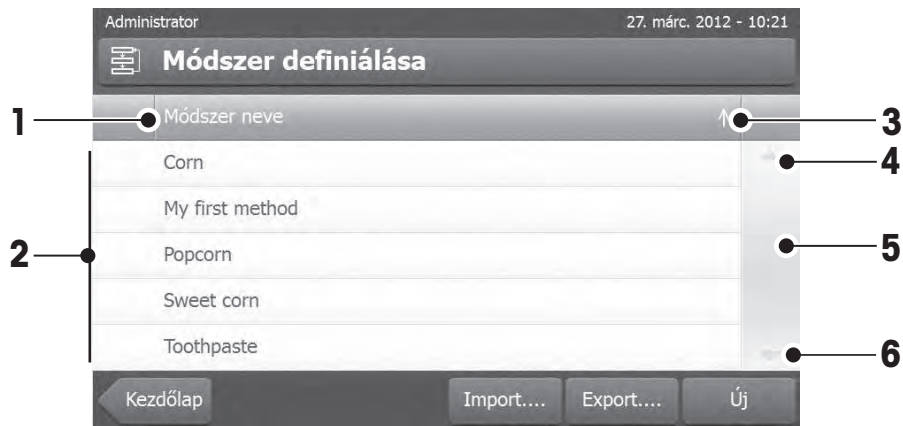 Administrator 27. márc. 2012 - 10:21
Módszer definiálása
1 Módszer neve 3
Corn 4
My first method
2 Popcorn 5
Sweet corn
Toothpaste 6
Kezdőlap Import.... Export.... Új